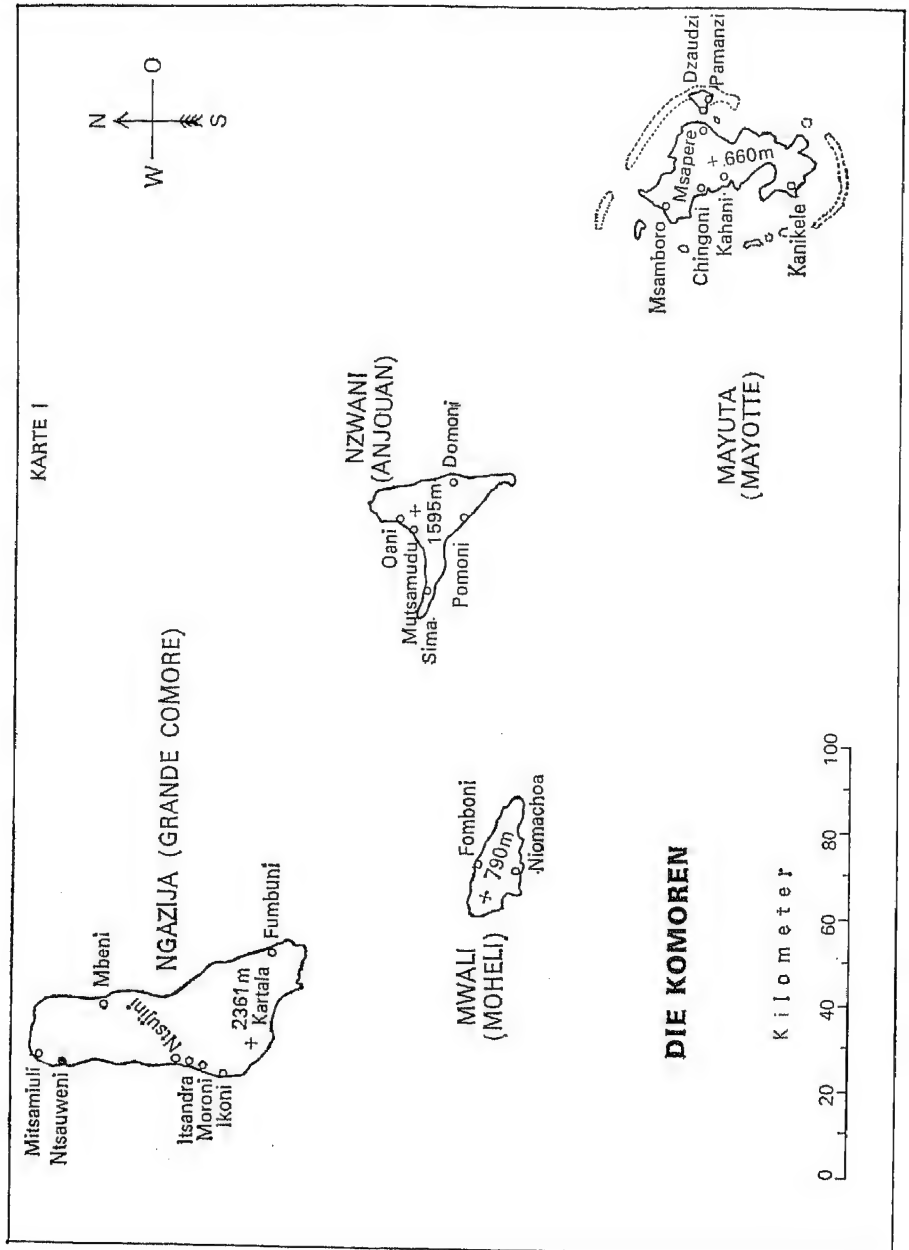 KARTE I
N
W
O
S
Mitsamiuli
Ntsauweni
Mbeni
NGAZIJA (GRANDE COMORE)
Ntsujini
Itsandra
Moroni
Ikoni
2361 m
Kartala
Fumbuni
NZWANI
(ANJOUAN)
Oani
Mutsamudu
Sima
1595m
Domoni
Pomoni
MWALI
(MOHELI)
Fomboni
790m
Niomachoa
MAYUTA
(MAYOTTE)
Dzaudzi
Pamanzi
Msamboro
Msapere
Chingoni
Kahani
660m
Kanikele
DIE KOMOREN
Kilometer
0 20 40 60 80 100